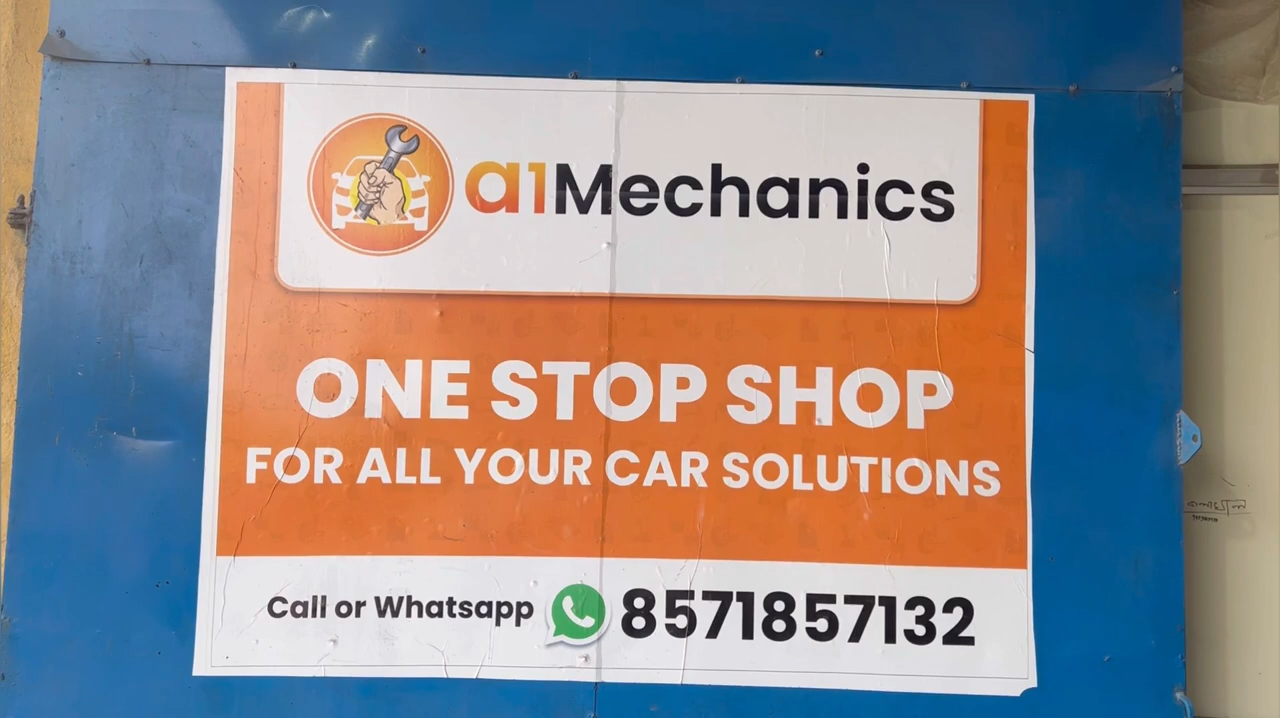 a1Mechanics
ONE STOP SHOP
FOR ALL YOUR CAR SOLUTIONS
Call or Whatsapp 8571857132